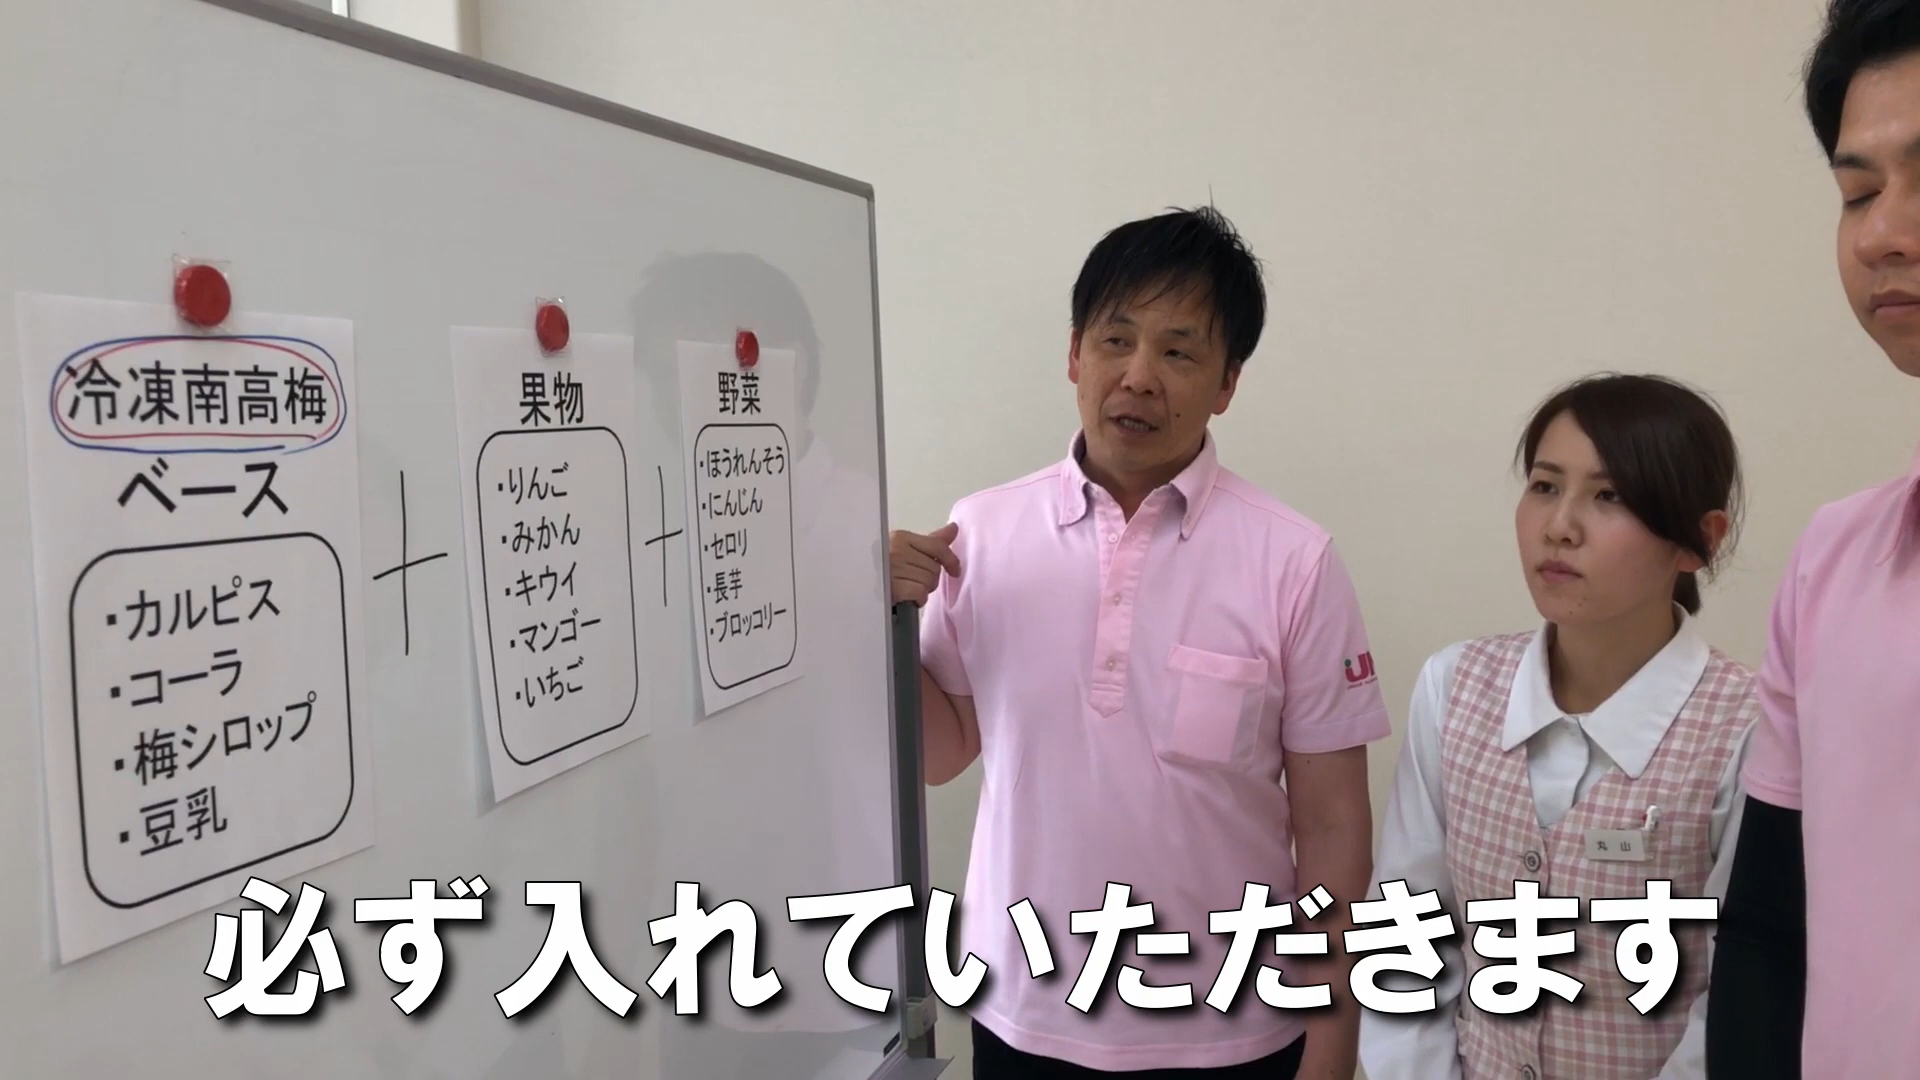 冷凍南高梅
ベース
・カルピス
・コーラ
・梅シロップ
・豆乳
果物
・りんご
・みかん
・キウイ
・マンゴー
・いちご
野菜
・ほうれんそう
・にんじん
・セロリ
・長芋
・ブロッコリー
丸山
必ず入れていただきます